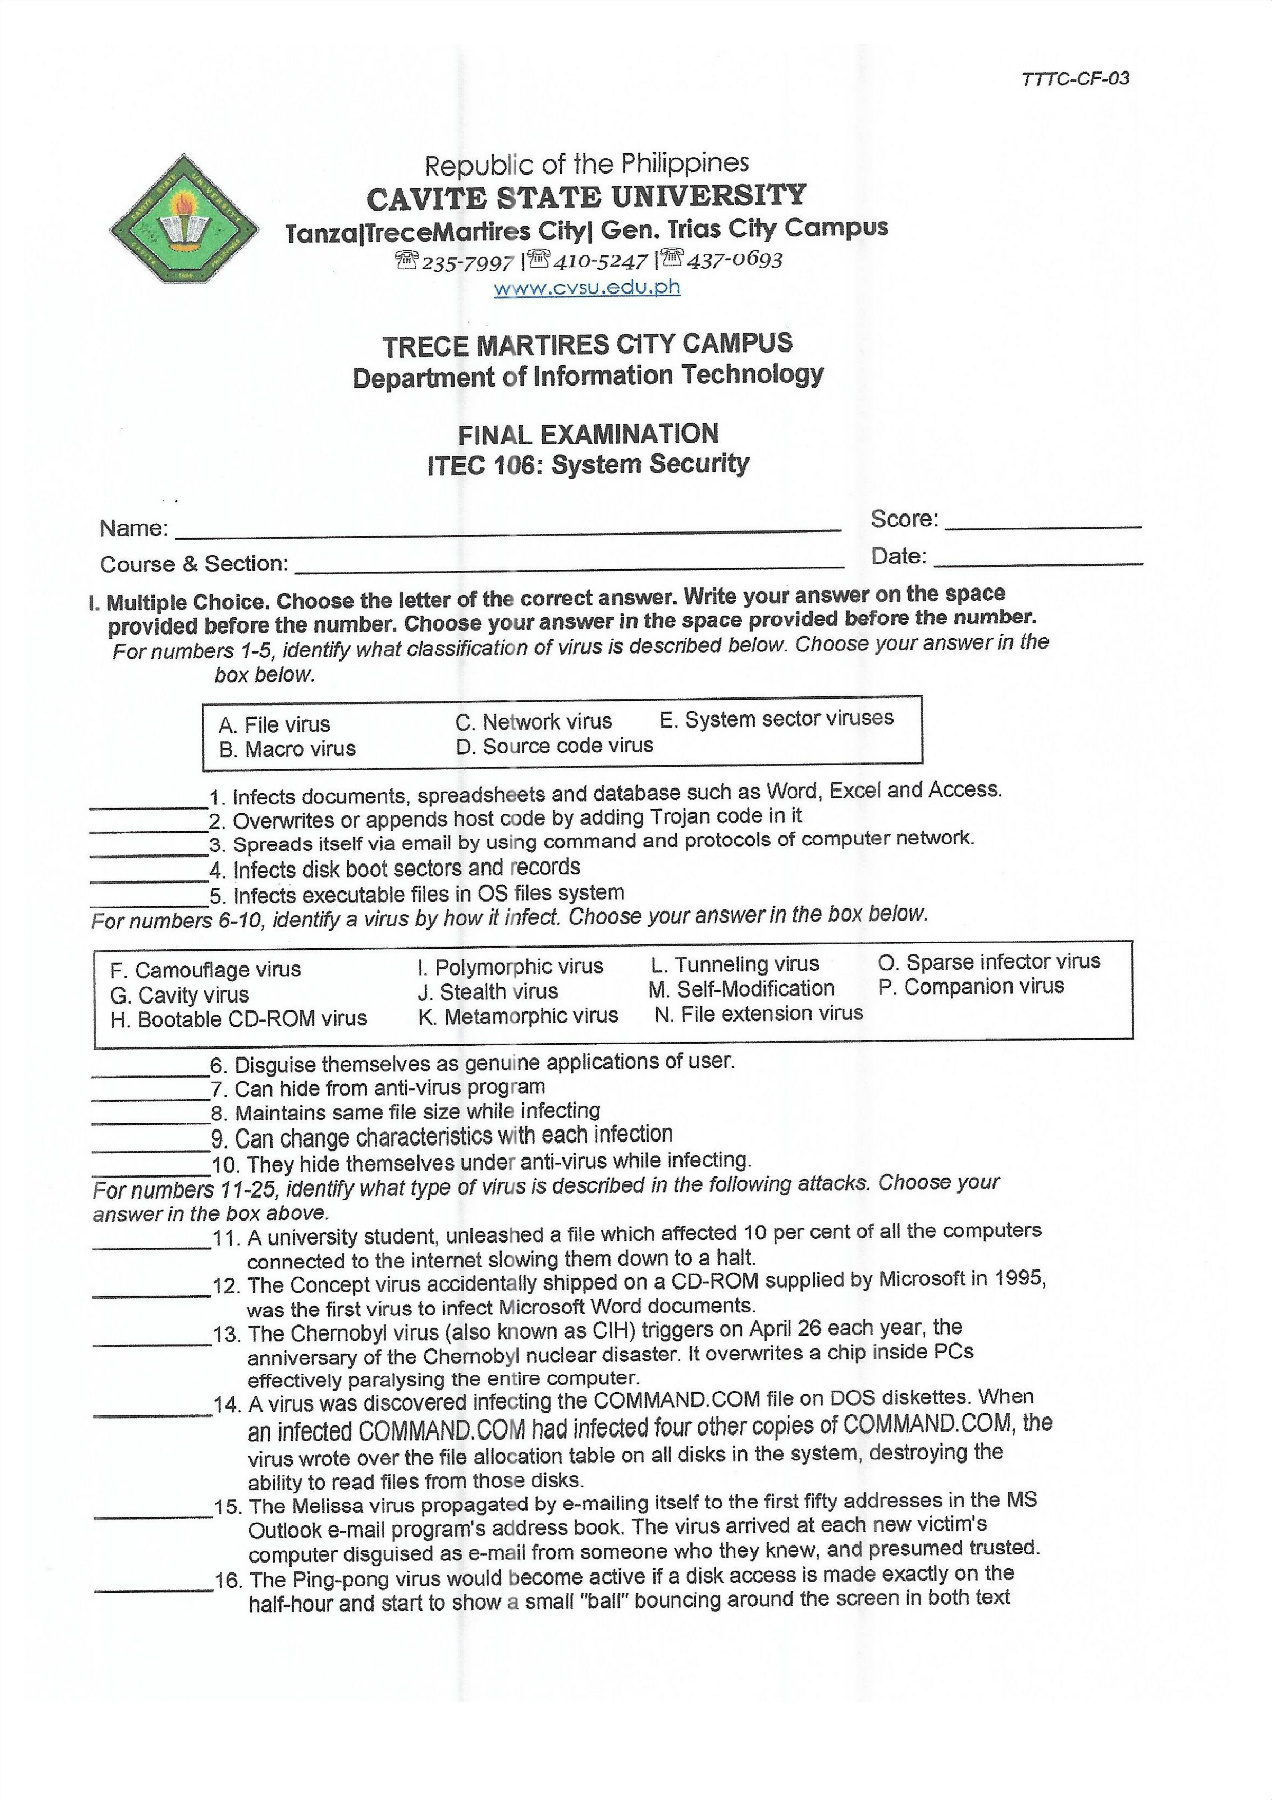 TTTC-CF-03
Republic of the Philippines
CAVITE STATE UNIVERSITY
Tanza|TreceMartires City| Gen. Trias City Campus
☏235-7997 |☏410-5247 |☏437-0693
www.cvsu.edu.ph
TRECE MARTIRES CITY CAMPUS
Department of Information Technology
FINAL EXAMINATION
ITEC 106: System Security
Name: ____ Score: ____
Course & Section: ____ Date: ____
I. Multiple Choice. Choose the letter of the correct answer. Write your answer on the space
provided before the number. Choose your answer in the space provided before the number.
For numbers 1-5, identify what classification of virus is described below. Choose your answer in the
box below.
A. File virus C. Network virus E. System sector viruses
B. Macro virus D. Source code virus
____1. Infects documents, spreadsheets and database such as Word, Excel and Access.
____2. Overwrites or appends host code by adding Trojan code in it
____3. Spreads itself via email by using command and protocols of computer network.
____4. Infects disk boot sectors and records
____5. Infects executable files in OS files system
For numbers 6-10, identify a virus by how it infect. Choose your answer in the box below.
F. Camouflage virus I. Polymorphic virus L. Tunneling virus O. Sparse infector virus
G. Cavity virus J. Stealth virus M. Self-Modification P. Companion virus
H. Bootable CD-ROM virus K. Metamorphic virus N. File extension virus
____6. Disguise themselves as genuine applications of user.
____7. Can hide from anti-virus program
____8. Maintains same file size while infecting
____9. Can change characteristics with each infection
____10. They hide themselves under anti-virus while infecting.
For numbers 11-25, identify what type of virus is described in the following attacks. Choose your
answer in the box above.
____11. A university student, unleashed a file which affected 10 per cent of all the computers
connected to the internet slowing them down to a halt.
____12. The Concept virus accidentally shipped on a CD-ROM supplied by Microsoft in 1995,
was the first virus to infect Microsoft Word documents.
____13. The Chernobyl virus (also known as CIH) triggers on April 26 each year, the
anniversary of the Chernobyl nuclear disaster. It overwrites a chip inside PCs
effectively paralysing the entire computer.
____14. A virus was discovered infecting the COMMAND.COM file on DOS diskettes. When
an infected COMMAND.COM had infected four other copies of COMMAND.COM, the
virus wrote over the file allocation table on all disks in the system, destroying the
ability to read files from those disks.
____15. The Melissa virus propagated by e-mailing itself to the first fifty addresses in the MS
Outlook e-mail program's address book. The virus arrived at each new victim's
computer disguised as e-mail from someone who they knew, and presumed trusted.
____16. The Ping-pong virus would become active if a disk access is made exactly on the
half-hour and start to show a small "ball" bouncing around the screen in both text